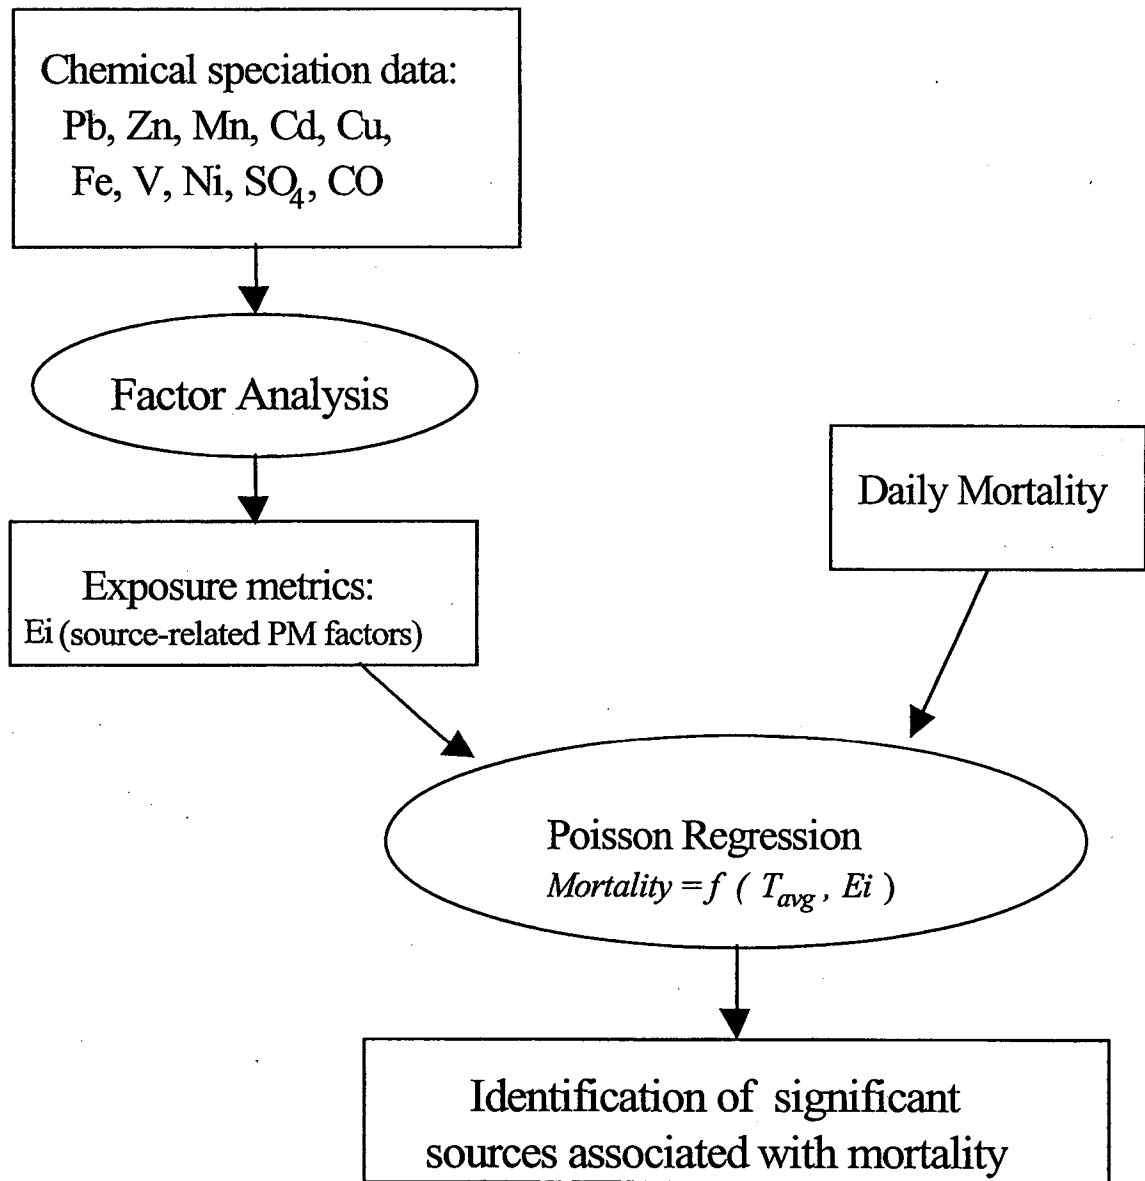 Chemical speciation data:
Pb, Zn, Mn, Cd, Cu,
Fe, V, Ni, SO₄, CO
Factor Analysis
Daily Mortality
Exposure metrics:
Ei (source-related PM factors)
Poisson Regression
Mortality = f ( Tavg , Ei )
Identification of significant
sources associated with mortality